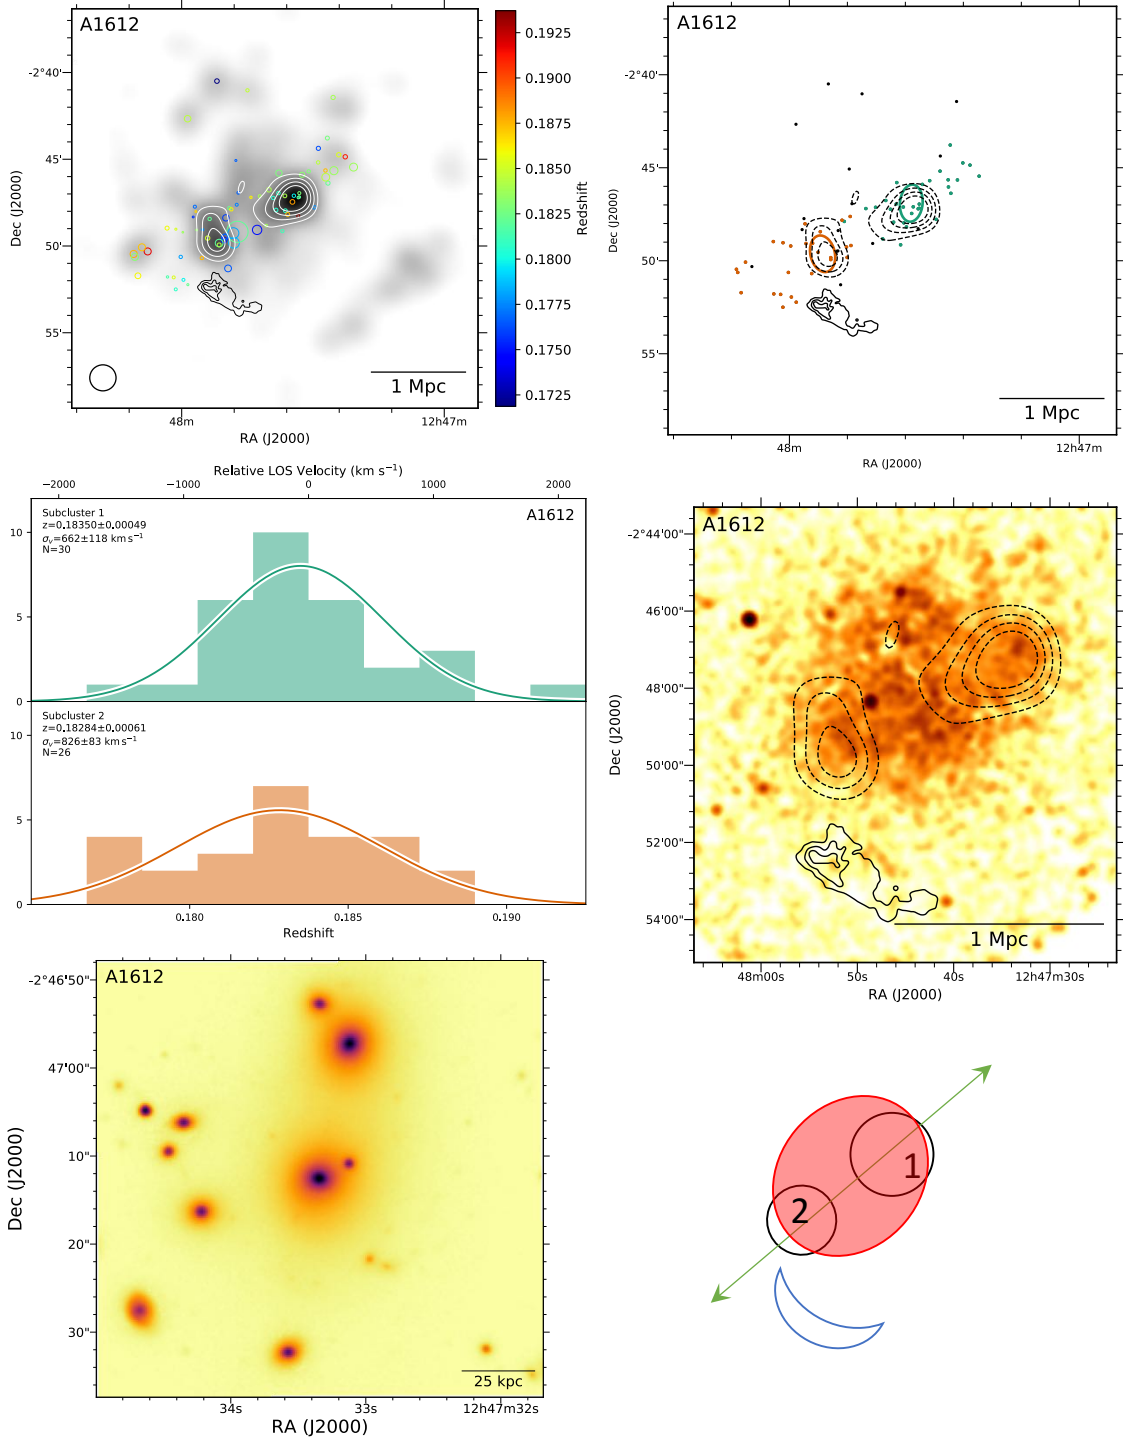 A1612
-2°40'
45'
50'
55'
Dec (J2000)
48m
12h47m
RA (J2000)
1 Mpc
0.1925
0.1900
0.1875
0.1850
0.1825
0.1800
0.1775
0.1750
0.1725
Redshift
A1612
-2°40'
45'
50'
55'
Dec (J2000)
48m
12h47m
RA (J2000)
1 Mpc
Relative LOS Velocity (km s⁻¹)
−2000 −1000 0 1000 2000
Subcluster 1
z=0.18350±0.00049
σᵥ=662±118 km s⁻¹
N=30
A1612
10
5
0
Subcluster 2
z=0.18284±0.00061
σᵥ=826±83 km s⁻¹
N=26
10
5
0
0.180 0.185 0.190
Redshift
A1612
-2°44'00"
46'00"
48'00"
50'00"
52'00"
54'00"
Dec (J2000)
1 Mpc
48m00s 50s 40s 12h47m30s
RA (J2000)
A1612
-2°46'50"
47'00"
10"
20"
30"
Dec (J2000)
25 kpc
34s 33s 12h47m32s
RA (J2000)
1
2